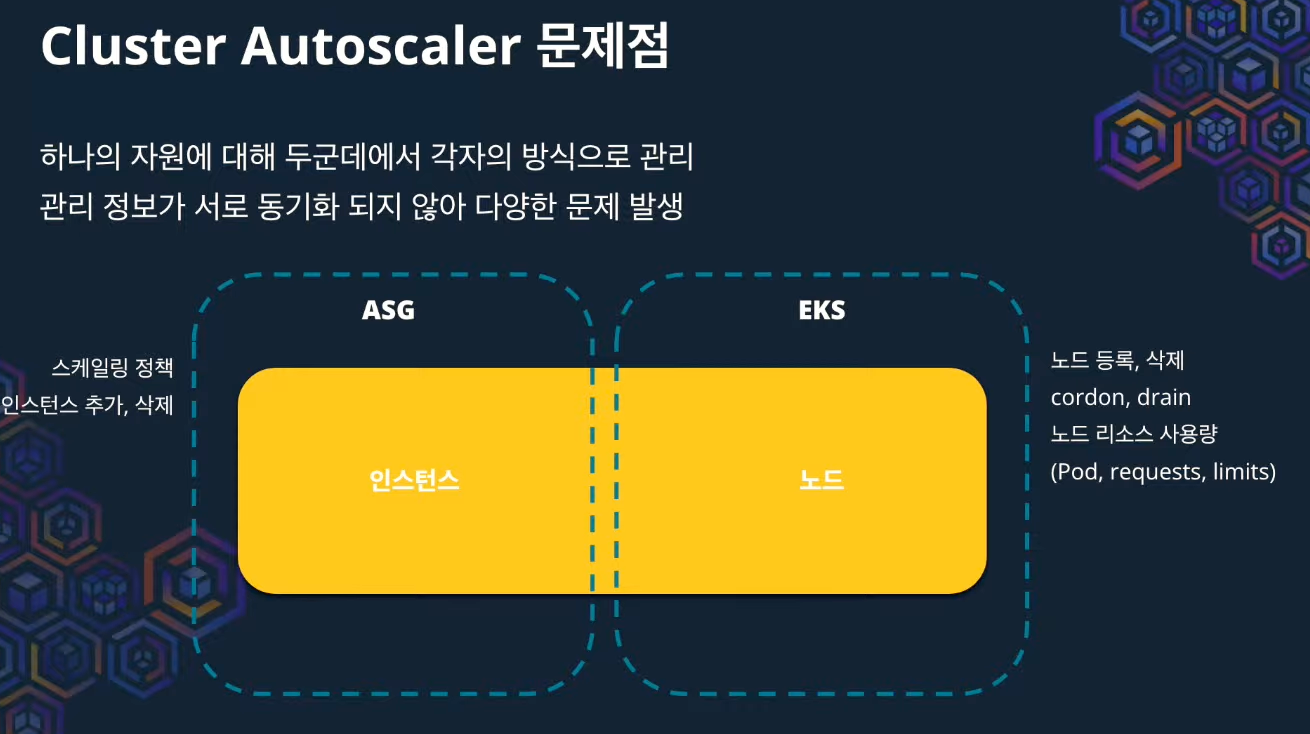 Cluster Autoscaler 문제점
하나의 자원에 대해 두군데에서 각자의 방식으로 관리
관리 정보가 서로 동기화 되지 않아 다양한 문제 발생
ASG
EKS
스케일링 정책
인스턴스 추가, 삭제
인스턴스
노드
노드 등록, 삭제
cordon, drain
노드 리소스 사용량
(Pod, requests, limits)